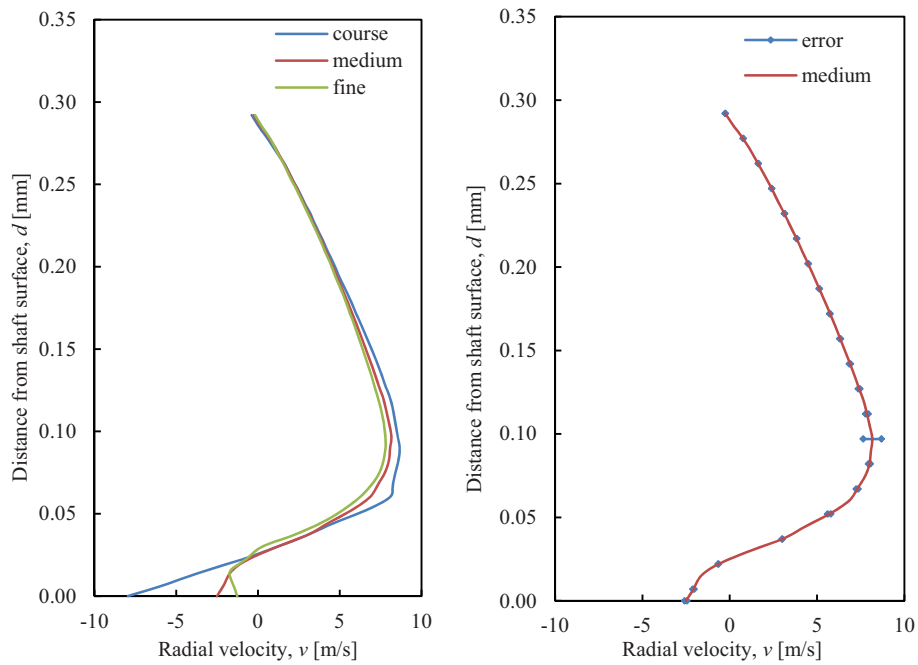 0.35
0.30
0.25
0.20
0.15
0.10
0.05
0.00
Distance from shaft surface, d [mm]
course
medium
fine
-10 -5 0 5 10
Radial velocity, v [m/s]
0.35
0.30
0.25
0.20
0.15
0.10
0.05
0.00
Distance from shaft surface, d [mm]
error
medium
-10 -5 0 5 10
Radial velocity, v [m/s]